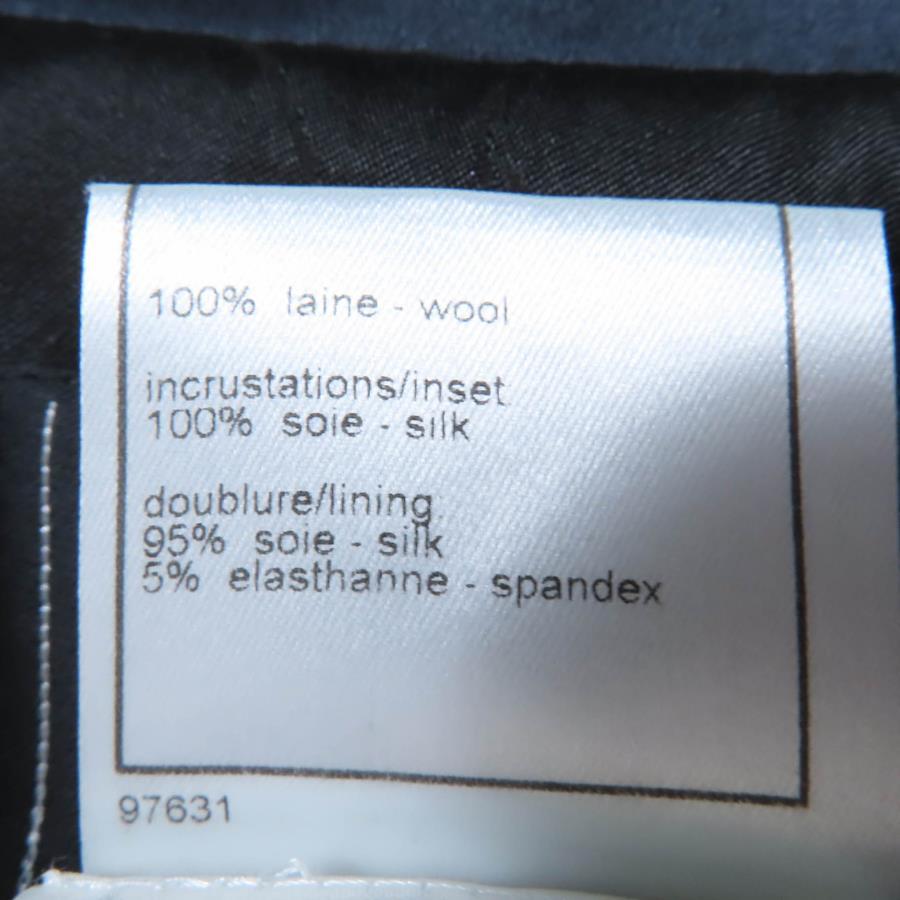 100% laine - wool
incrustations/inset
100% soie - silk
doublure/lining
95% soie - silk
5% elasthanne - spandex
97631